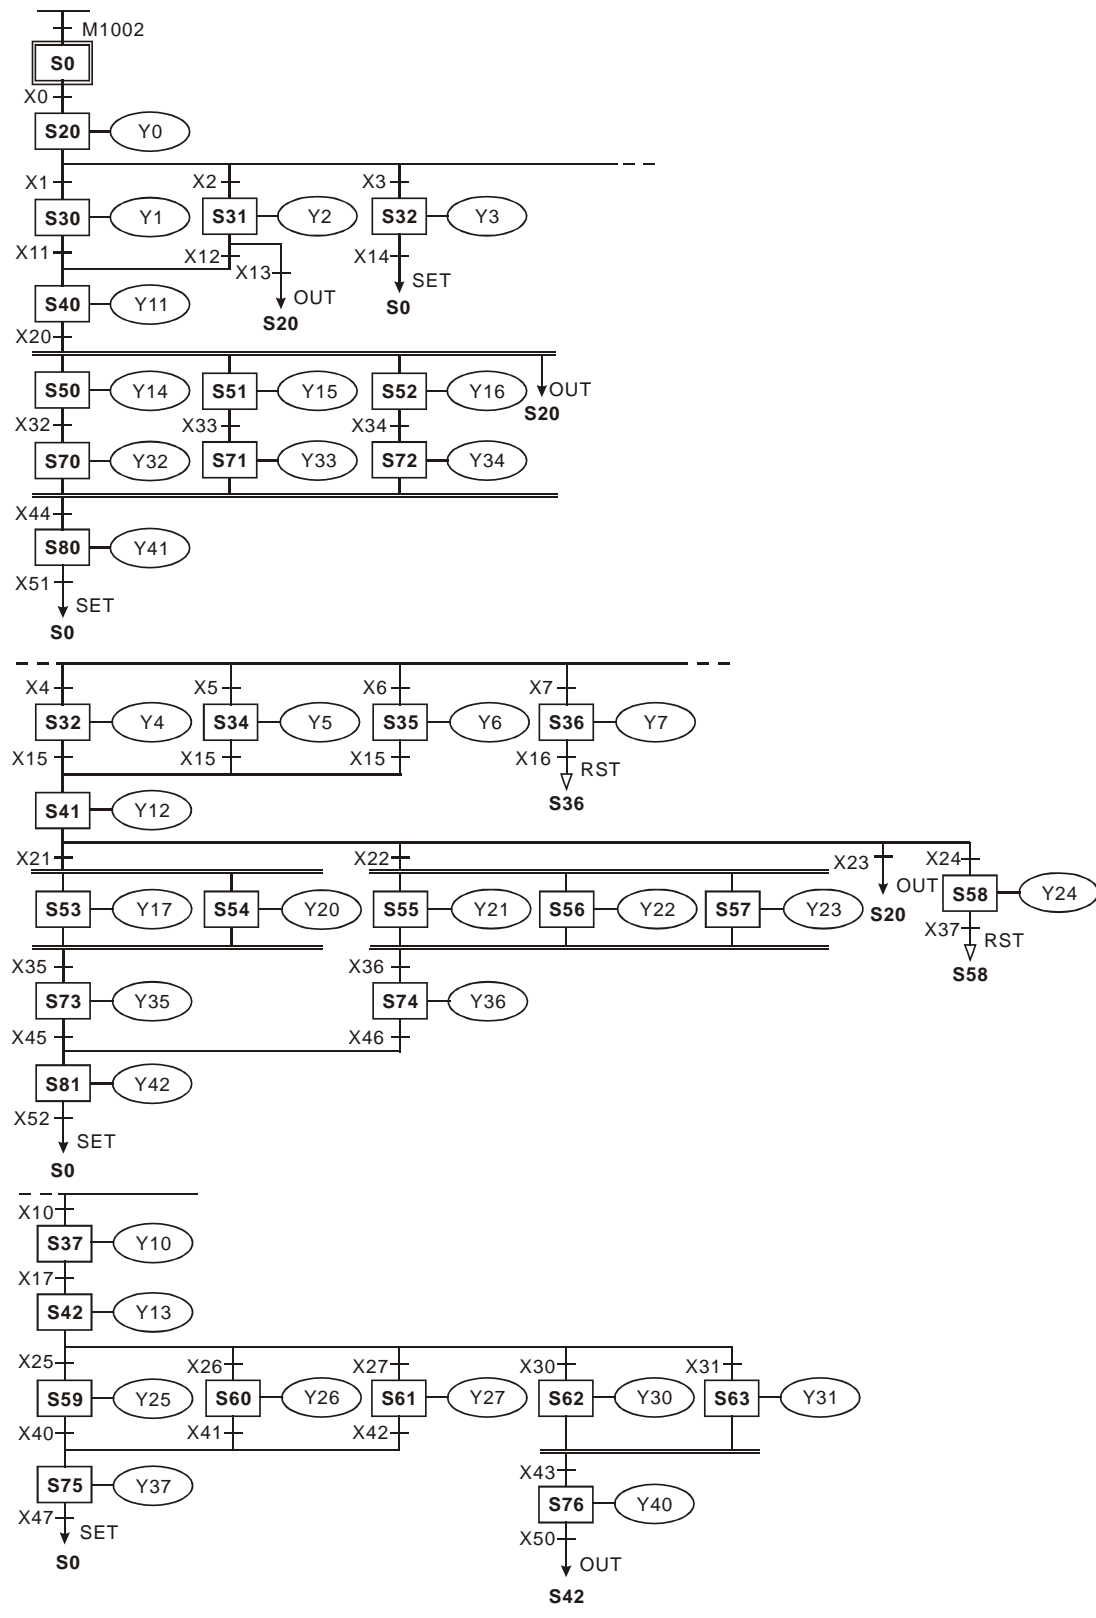 M1002
S0
X0
S20 Y0
X1 X2 X3
S30 Y1 S31 Y2 S32 Y3
X11 X12 X13 X14
OUT SET
S40 Y11 S20 S0
X20
S50 Y14 S51 Y15 S52 Y16 OUT
S20
X32 X33 X34
S70 Y32 S71 Y33 S72 Y34
X44
S80 Y41
X51
SET
S0
X4 X5 X6 X7
S32 Y4 S34 Y5 S35 Y6 S36 Y7
X15 X15 X15 X16
RST
S36
S41 Y12
X21 X22 X23 X24
OUT
S53 Y17 S54 Y20 S55 Y21 S56 Y22 S57 Y23 S20 S58 Y24
X37
RST
S58
X35 X36
S73 Y35 S74 Y36
X45 X46
S81 Y42
X52
SET
S0
X10
S37 Y10
X17
S42 Y13
X25 X26 X27 X30 X31
S59 Y25 S60 Y26 S61 Y27 S62 Y30 S63 Y31
X40 X41 X42
X43
S75 Y37 S76 Y40
X47 X50
SET OUT
S0 S42